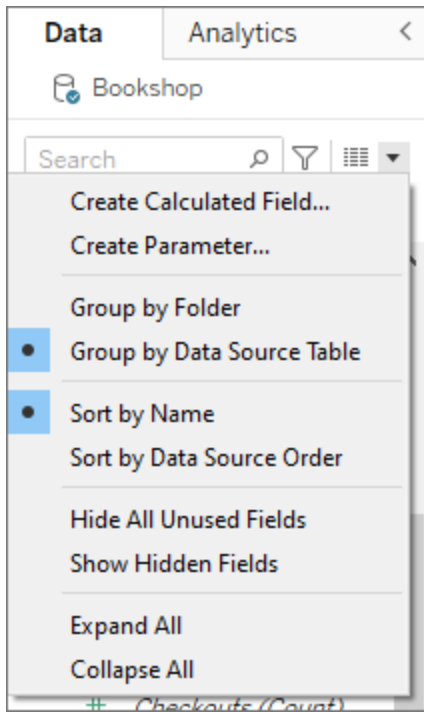 Data
Analytics
Bookshop
Search
Create Calculated Field...
Create Parameter...
Group by Folder
Group by Data Source Table
Sort by Name
Sort by Data Source Order
Hide All Unused Fields
Show Hidden Fields
Expand All
Collapse All
Checkouts (Count)